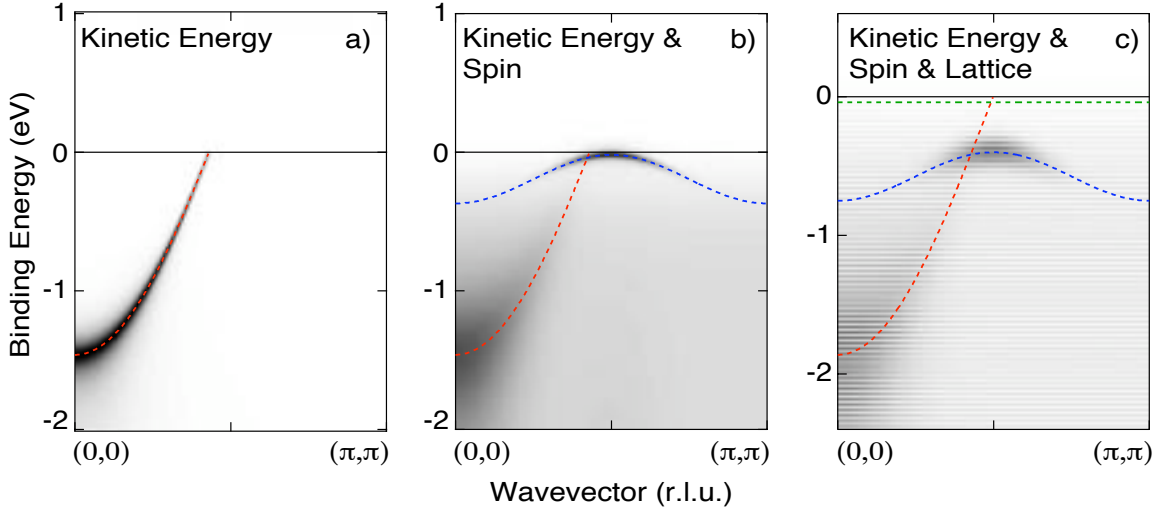 Kinetic Energy a)
Kinetic Energy & b)
Spin
Kinetic Energy & c)
Spin & Lattice
Binding Energy (eV)
1
0
-1
-2
1
0
-1
-2
0
-1
-2
(0,0) (π,π)
(0,0) (π,π)
(0,0) (π,π)
Wavevector (r.l.u.)